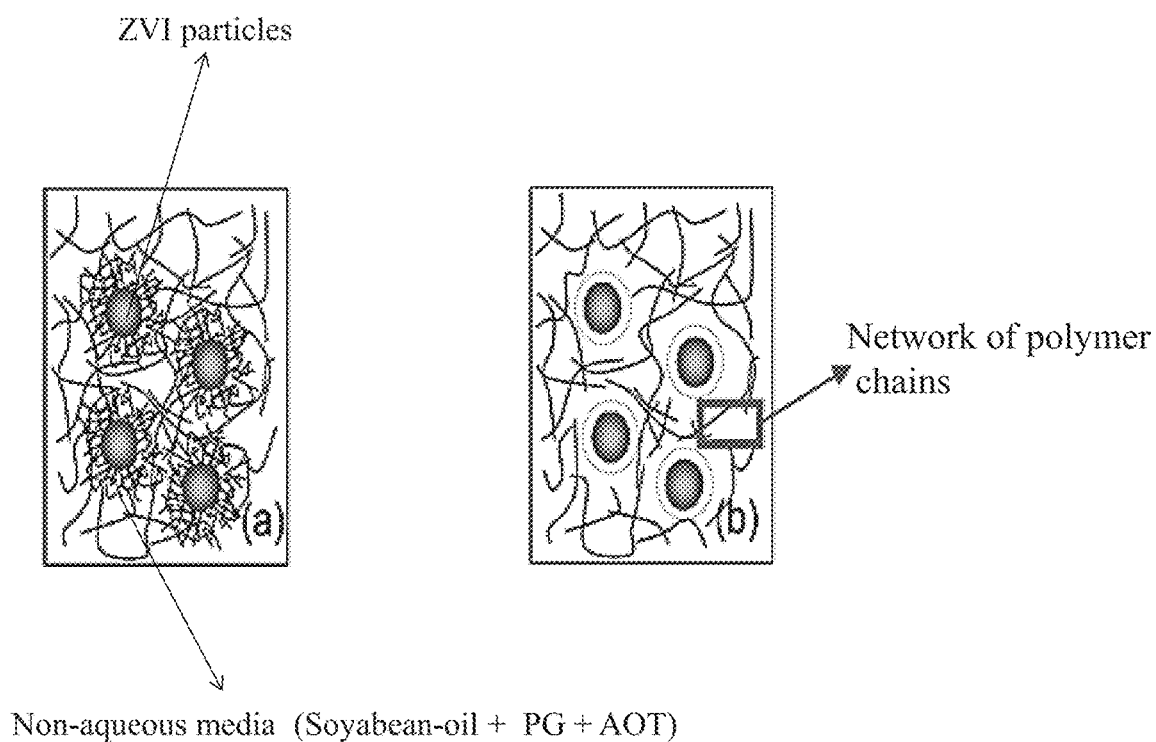 ZVI particles
Network of polymer
chains
(a)
(b)
Non-aqueous media (Soyabean-oil + PG + AOT)